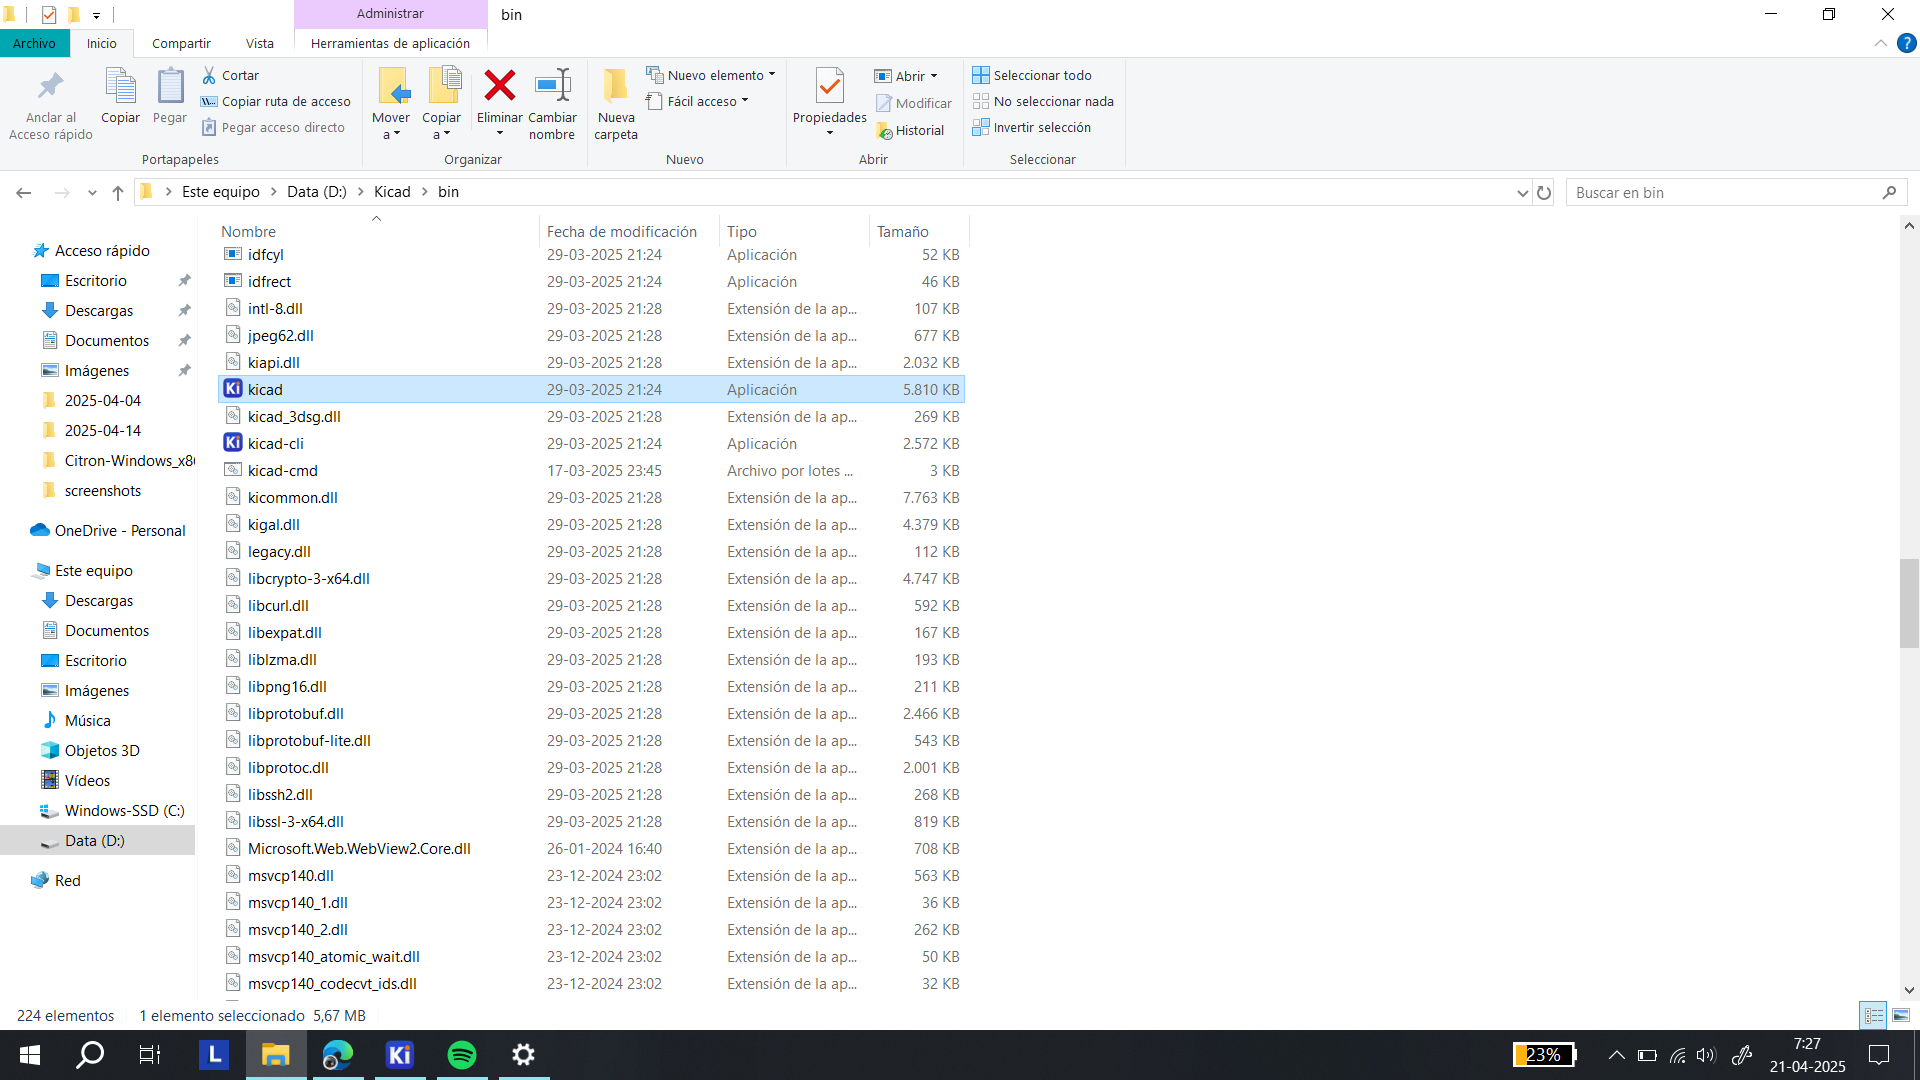 Administrar
bin
Archivo
Inicio
Compartir
Vista
Herramientas de aplicación
Anclar al
Acceso rápido
Copiar
Pegar
Cortar
Copiar ruta de acceso
Pegar acceso directo
Portapapeles
Mover
a
Copiar
a
Eliminar
Cambiar
nombre
Organizar
Nueva
carpeta
Nuevo elemento
Fácil acceso
Nuevo
Propiedades
Abrir
Modificar
Historial
Abrir
Seleccionar todo
No seleccionar nada
Invertir selección
Seleccionar
Este equipo > Data (D:) > Kicad > bin
Buscar en bin
Acceso rápido
Escritorio
Descargas
Documentos
Imágenes
2025-04-04
2025-04-14
Citron-Windows_x8
screenshots
OneDrive - Personal
Este equipo
Descargas
Documentos
Escritorio
Imágenes
Música
Objetos 3D
Vídeos
Windows-SSD (C:)
Data (D:)
Red
Nombre Fecha de modificación Tipo Tamaño
idfcyl 29-03-2025 21:24 Aplicación 52 KB
idfrect 29-03-2025 21:24 Aplicación 46 KB
intl-8.dll 29-03-2025 21:28 Extensión de la ap... 107 KB
jpeg62.dll 29-03-2025 21:28 Extensión de la ap... 677 KB
kiapi.dll 29-03-2025 21:28 Extensión de la ap... 2.032 KB
Ki kicad 29-03-2025 21:24 Aplicación 5.810 KB
kicad_3dsg.dll 29-03-2025 21:28 Extensión de la ap... 269 KB
Ki kicad-cli 29-03-2025 21:24 Aplicación 2.572 KB
kicad-cmd 17-03-2025 23:45 Archivo por lotes ... 3 KB
kicommon.dll 29-03-2025 21:28 Extensión de la ap... 7.763 KB
kigal.dll 29-03-2025 21:28 Extensión de la ap... 4.379 KB
legacy.dll 29-03-2025 21:28 Extensión de la ap... 112 KB
libcrypto-3-x64.dll 29-03-2025 21:28 Extensión de la ap... 4.747 KB
libcurl.dll 29-03-2025 21:28 Extensión de la ap... 592 KB
libexpat.dll 29-03-2025 21:28 Extensión de la ap... 167 KB
liblzma.dll 29-03-2025 21:28 Extensión de la ap... 193 KB
libpng16.dll 29-03-2025 21:28 Extensión de la ap... 211 KB
libprotobuf.dll 29-03-2025 21:28 Extensión de la ap... 2.466 KB
libprotobuf-lite.dll 29-03-2025 21:28 Extensión de la ap... 543 KB
libprotoc.dll 29-03-2025 21:28 Extensión de la ap... 2.001 KB
libssh2.dll 29-03-2025 21:28 Extensión de la ap... 268 KB
libssl-3-x64.dll 29-03-2025 21:28 Extensión de la ap... 819 KB
Microsoft.Web.WebView2.Core.dll 26-01-2024 16:40 Extensión de la ap... 708 KB
msvcp140.dll 23-12-2024 23:02 Extensión de la ap... 563 KB
msvcp140_1.dll 23-12-2024 23:02 Extensión de la ap... 36 KB
msvcp140_2.dll 23-12-2024 23:02 Extensión de la ap... 262 KB
msvcp140_atomic_wait.dll 23-12-2024 23:02 Extensión de la ap... 50 KB
msvcp140_codecvt_ids.dll 23-12-2024 23:02 Extensión de la ap... 32 KB
224 elementos 1 elemento seleccionado 5,67 MB
L
Ki
23%
7:27
21-04-2025